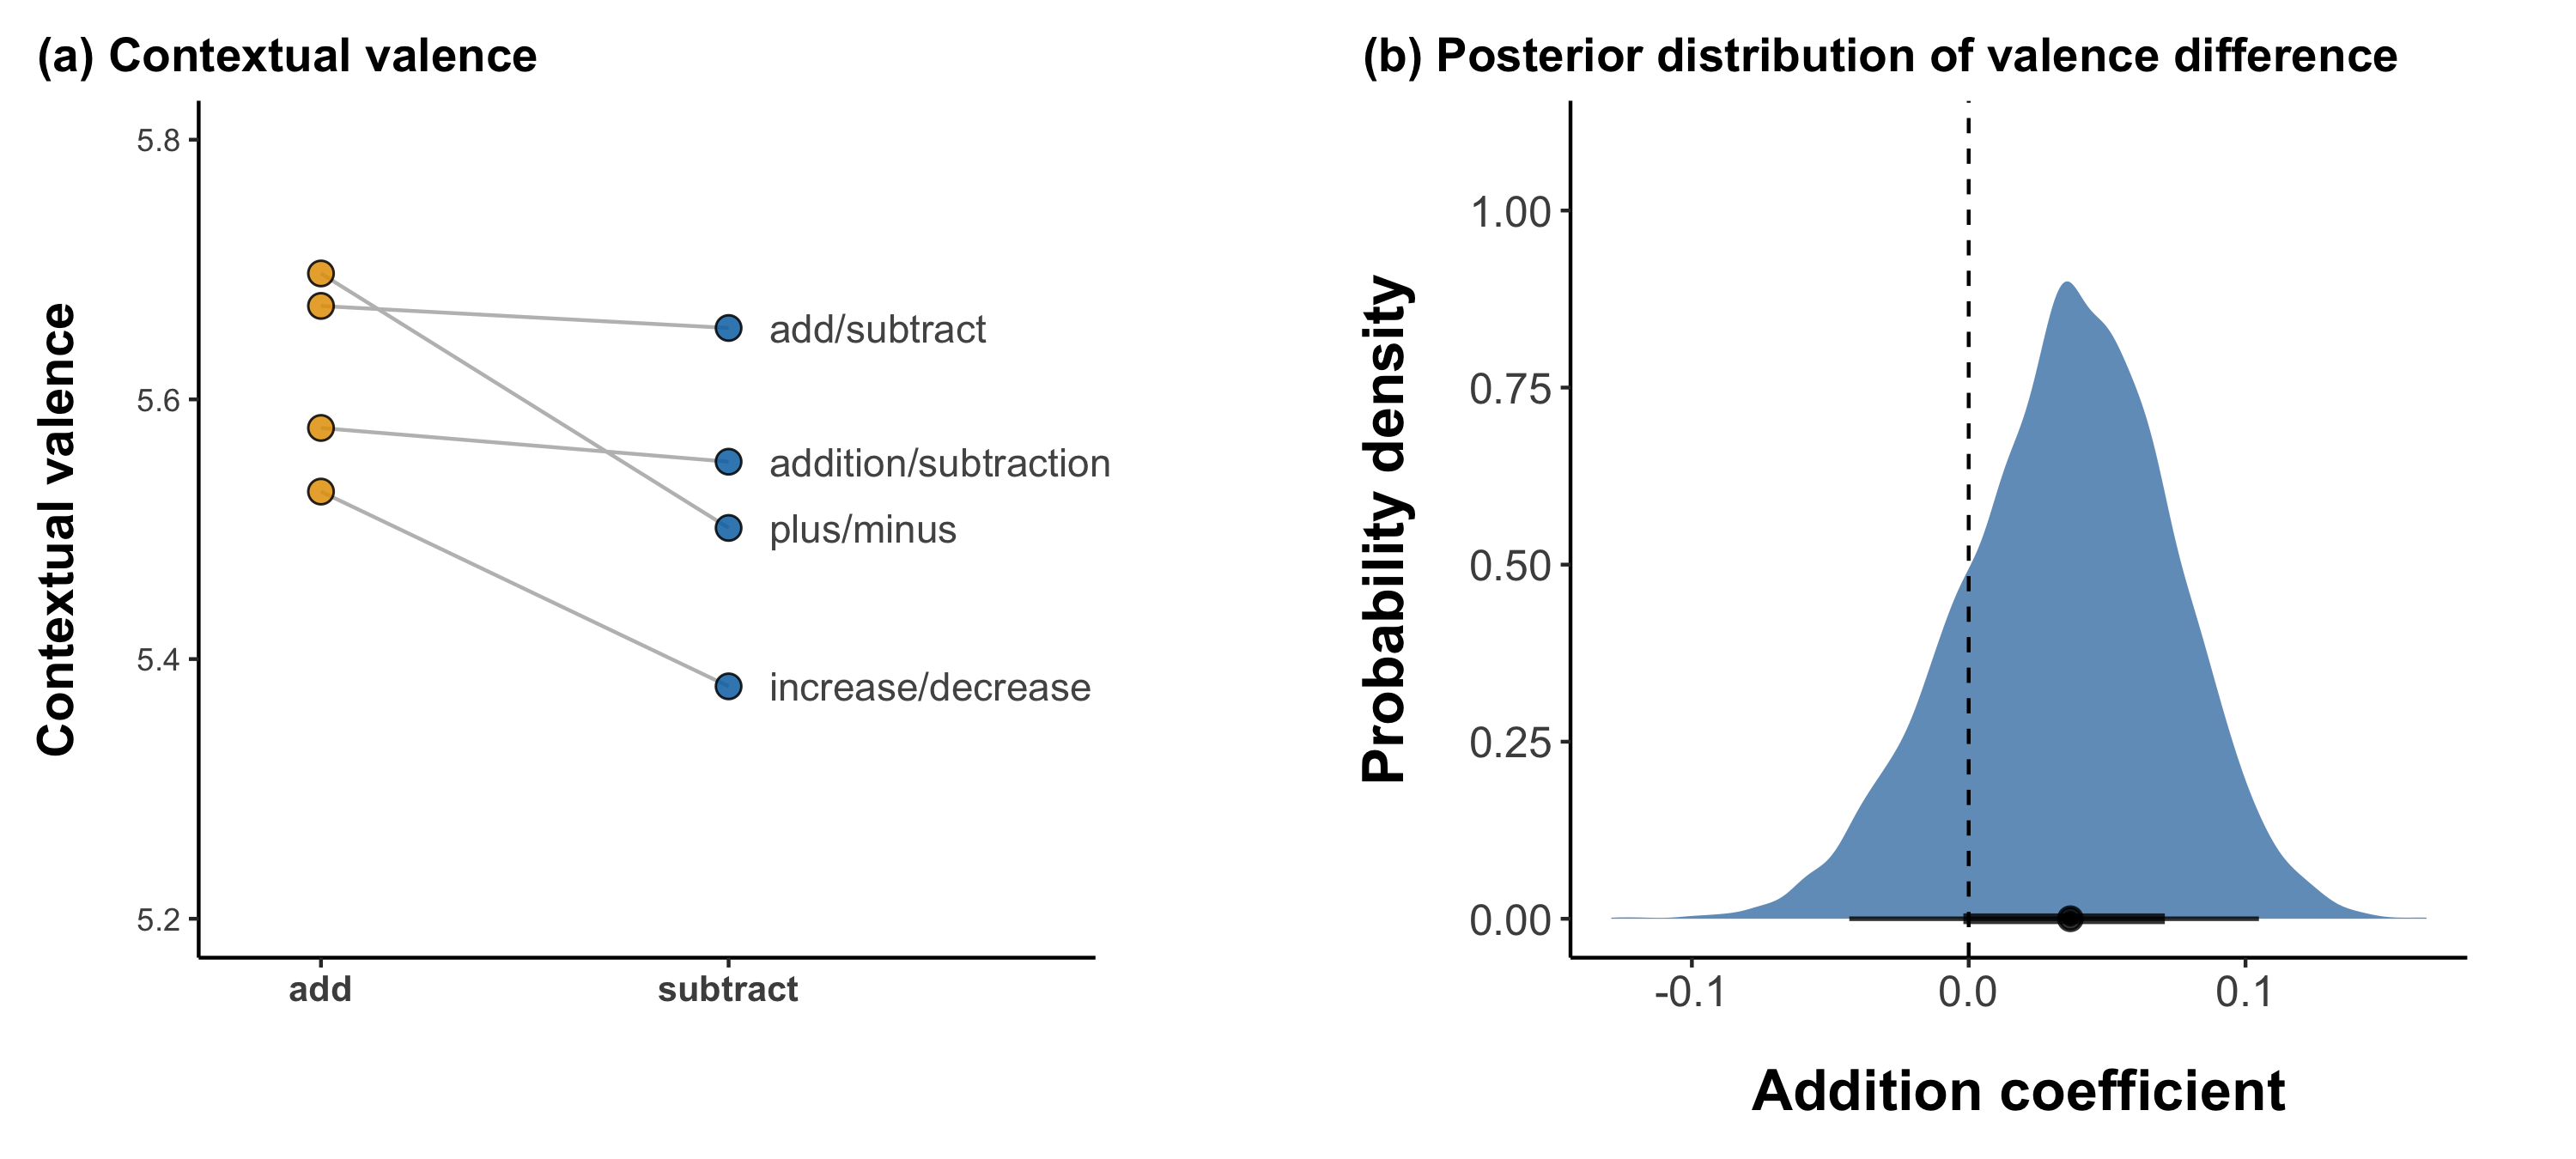 (a) Contextual valence
Contextual valence
5.8
5.6
5.4
5.2
add/subtract
addition/subtraction
plus/minus
increase/decrease
add
subtract
(b) Posterior distribution of valence difference
Probability density
1.00
0.75
0.50
0.25
0.00
-0.1
0.0
0.1
Addition coefficient